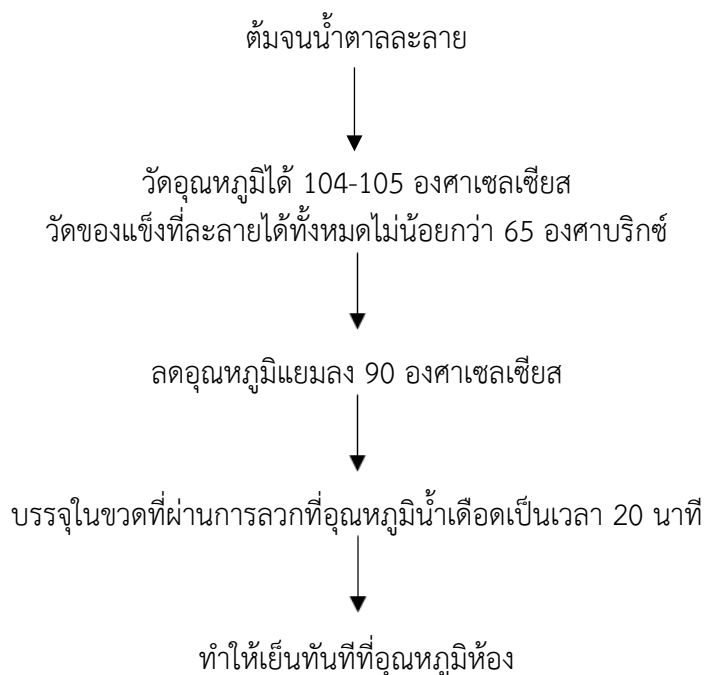 ต้มจนน้ำตาลละลาย
วัดอุณหภูมิได้ 104-105 องศาเซลเซียส
วัดของแข็งที่ละลายได้ทั้งหมดไม่น้อยกว่า 65 องศาบริกซ์
ลดอุณหภูมิแยมลง 90 องศาเซลเซียส
บรรจุในขวดที่ผ่านการลวกที่อุณหภูมิน้ำเดือดเป็นเวลา 20 นาที
ทำให้เย็นทันทีที่อุณหภูมิห้อง